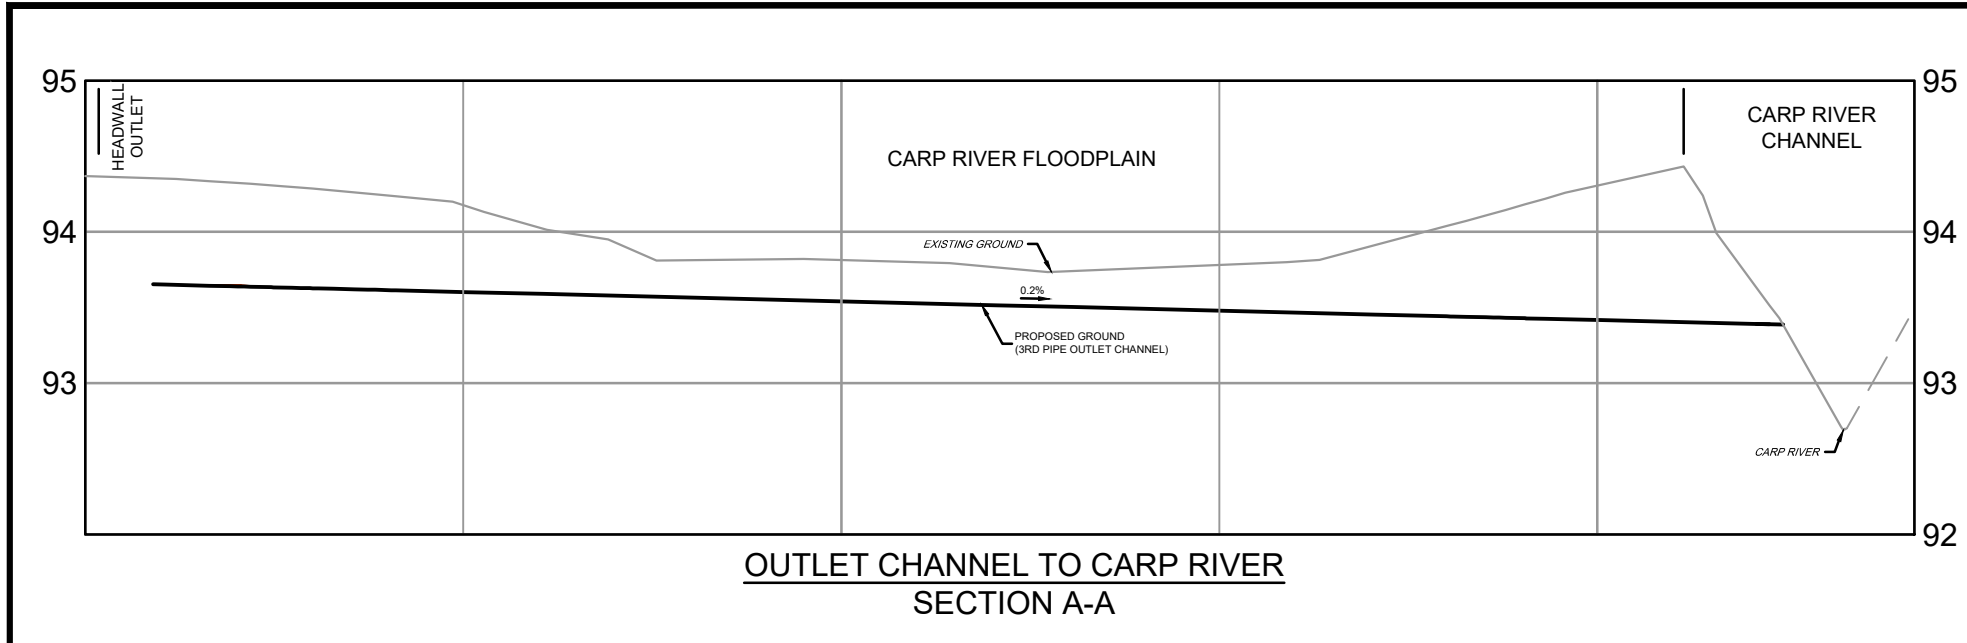 95
HEADWALL
OUTLET
CARP RIVER FLOODPLAIN
CARP RIVER
CHANNEL
95
94
EXISTING GROUND
94
0.2%
PROPOSED GROUND
(3RD PIPE OUTLET CHANNEL)
93
93
CARP RIVER
92
OUTLET CHANNEL TO CARP RIVER
SECTION A-A